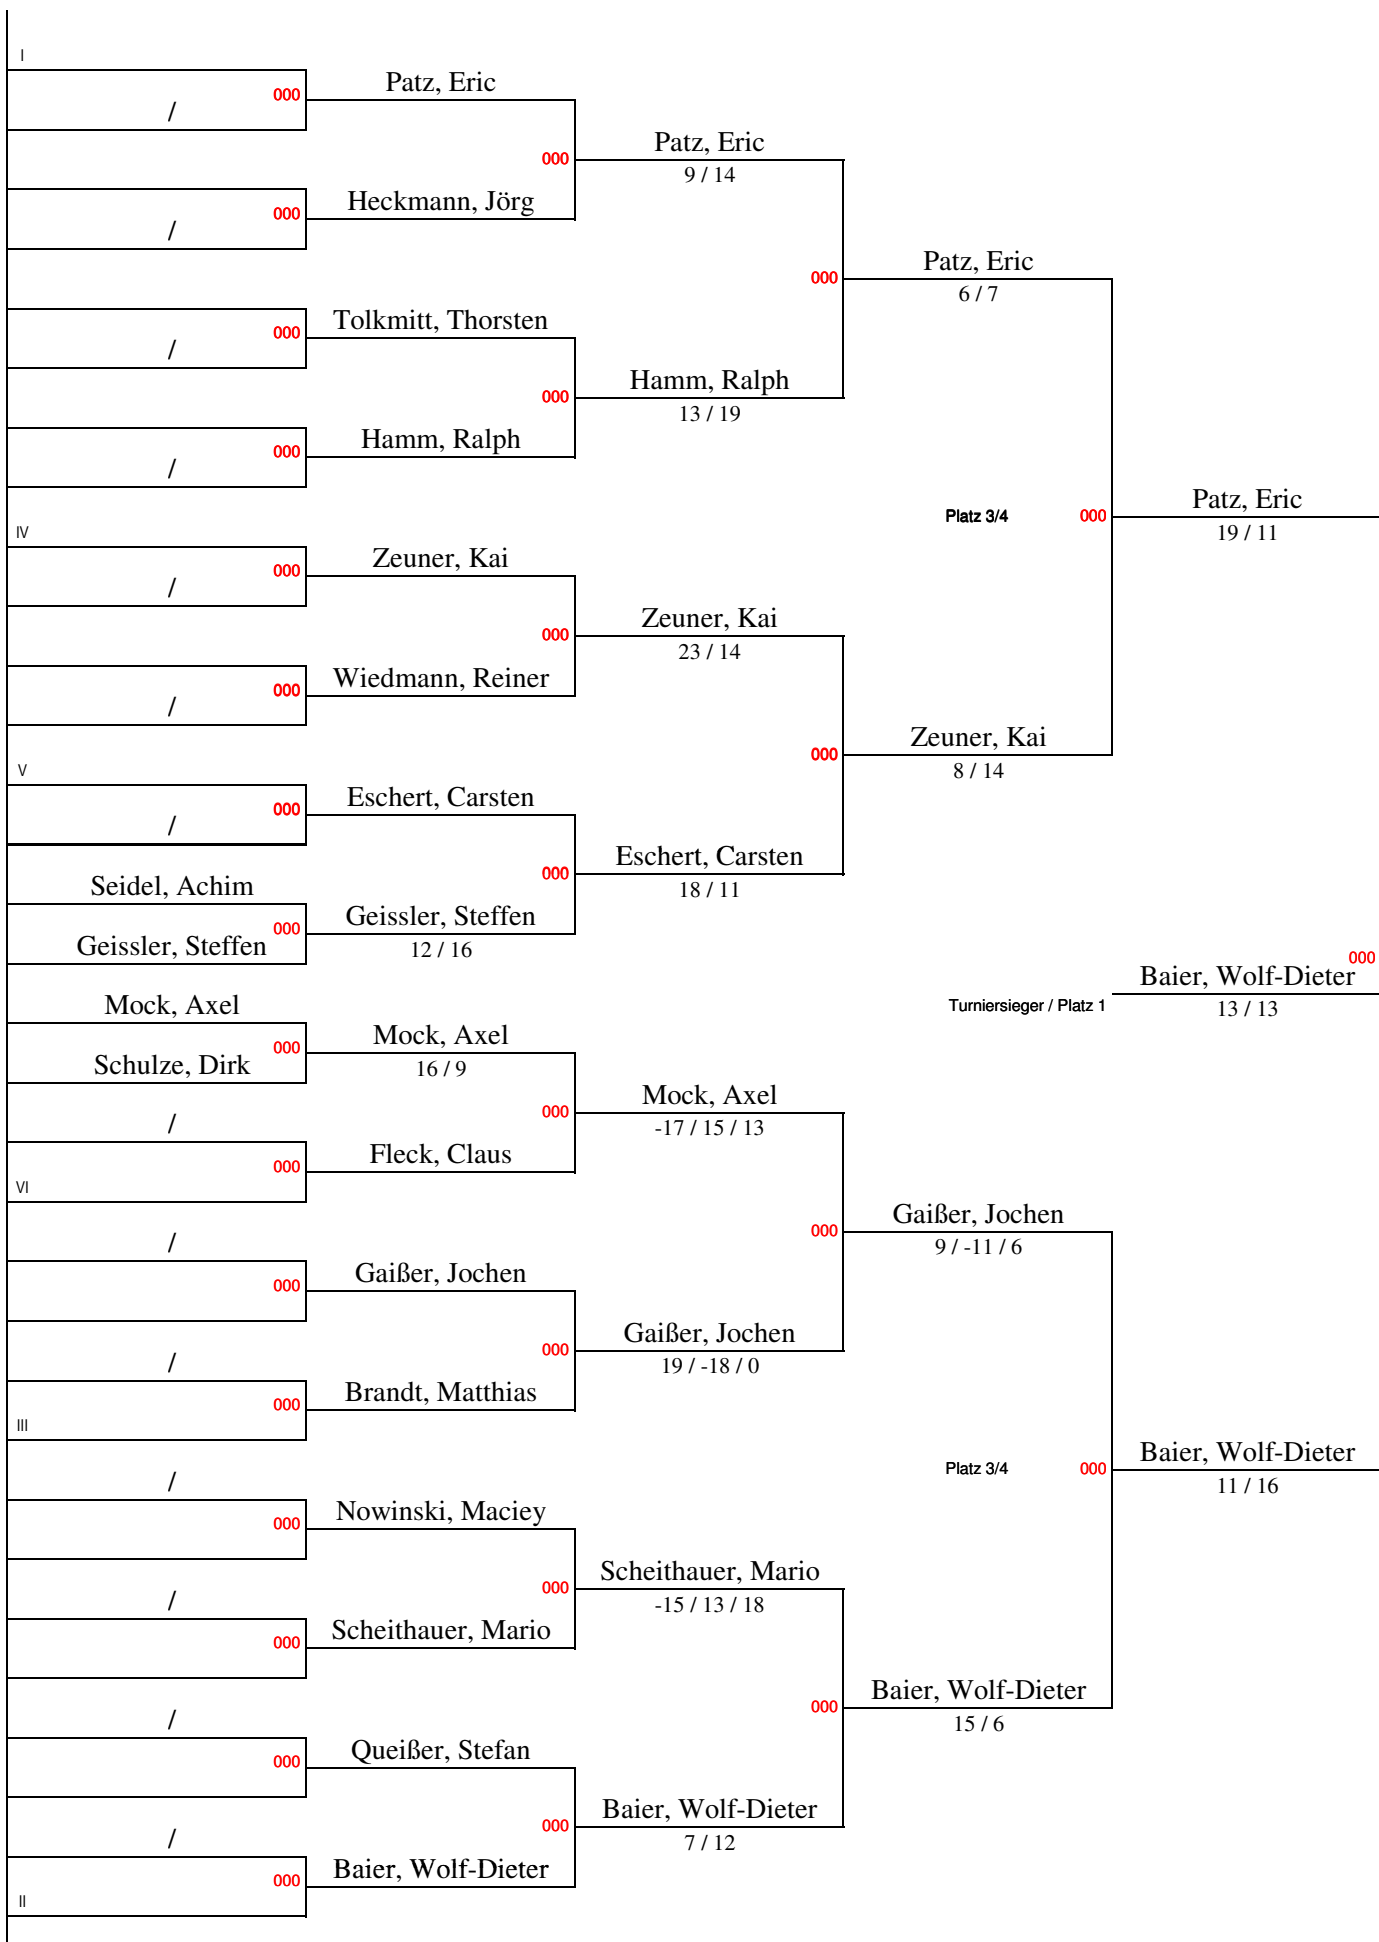 I
000
Patz, Eric
/
000
Patz, Eric
9 / 14
000
Heckmann, Jörg
/
000
Patz, Eric
6 / 7
000
Tolkmitt, Thorsten
/
000
Hamm, Ralph
13 / 19
000
Hamm, Ralph
/
Platz 3/4
000
Patz, Eric
19 / 11
IV
000
Zeuner, Kai
/
000
Zeuner, Kai
23 / 14
000
Wiedmann, Reiner
/
000
Zeuner, Kai
8 / 14
V
000
Eschert, Carsten
/
000
Eschert, Carsten
18 / 11
Seidel, Achim
000
Geissler, Steffen
Geissler, Steffen
12 / 16
000
Baier, Wolf-Dieter
Turniersieger / Platz 1
13 / 13
Mock, Axel
000
Mock, Axel
Schulze, Dirk
16 / 9
000
Mock, Axel
-17 / 15 / 13
/
000
Fleck, Claus
VI
000
Gaißer, Jochen
9 / -11 / 6
/
000
Gaißer, Jochen
000
Gaißer, Jochen
19 / -18 / 0
/
000
Brandt, Matthias
III
Platz 3/4
000
Baier, Wolf-Dieter
11 / 16
/
000
Nowinski, Maciey
000
Scheithauer, Mario
-15 / 13 / 18
/
000
Scheithauer, Mario
000
Baier, Wolf-Dieter
15 / 6
/
000
Queißer, Stefan
000
Baier, Wolf-Dieter
7 / 12
/
000
Baier, Wolf-Dieter
II